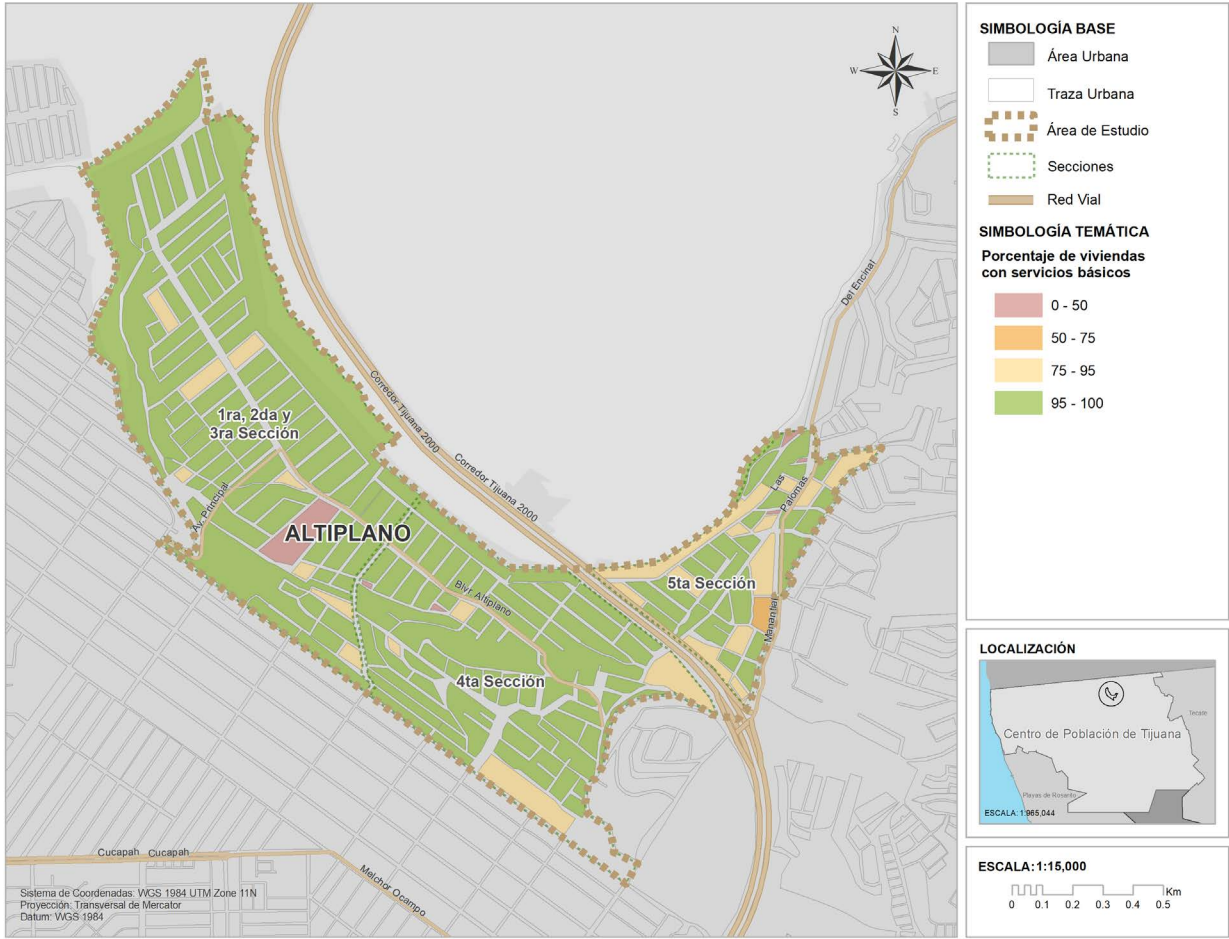 N
W
E
S
Del Encinal
Corredor Tijuana 2000
Corredor Tijuana 2000
1ra, 2da y
3ra Sección
Av. Principal
ALTIPLANO
Las
Palomas
5ta Sección
Blvr. Altiplano
Manantial
4ta Sección
Cucapah
Cucapah
Melchor Ocampo
Sistema de Coordenadas: WGS 1984 UTM Zone 11N
Proyección: Transversal de Mercator
Datum: WGS 1984
SIMBOLOGÍA BASE
Área Urbana
Traza Urbana
Área de Estudio
Secciones
Red Vial
SIMBOLOGÍA TEMÁTICA
Porcentaje de viviendas
con servicios básicos
0 - 50
50 - 75
75 - 95
95 - 100
LOCALIZACIÓN
Tecate
Centro de Población de Tijuana
Playas de Rosarito
ESCALA: 1:965,044
ESCALA: 1:15,000
Km
0 0.1 0.2 0.3 0.4 0.5